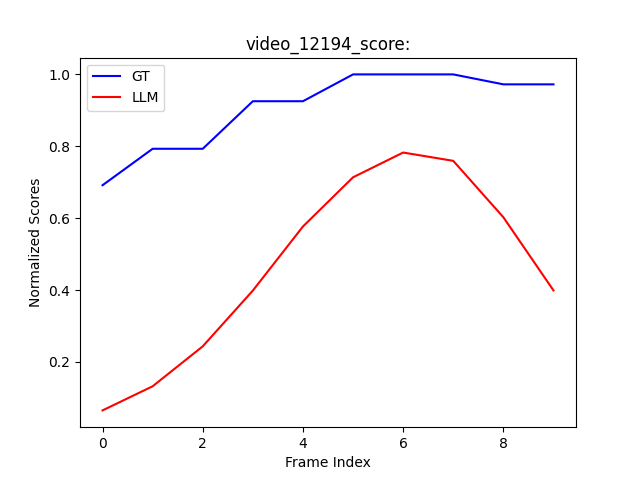 video_12194_score:
GT
LLM
Normalized Scores
1.0
0.8
0.6
0.4
0.2
0 2 4 6 8
Frame Index